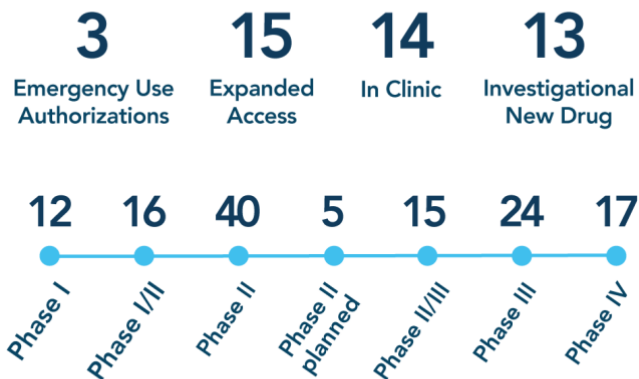 3 15 14 13
Emergency Use Expanded In Clinic Investigational
Authorizations Access New Drug
12 16 40 5 15 24 17
Phase I Phase I/II Phase II Phase II Phase II/III Phase III Phase IV
planned